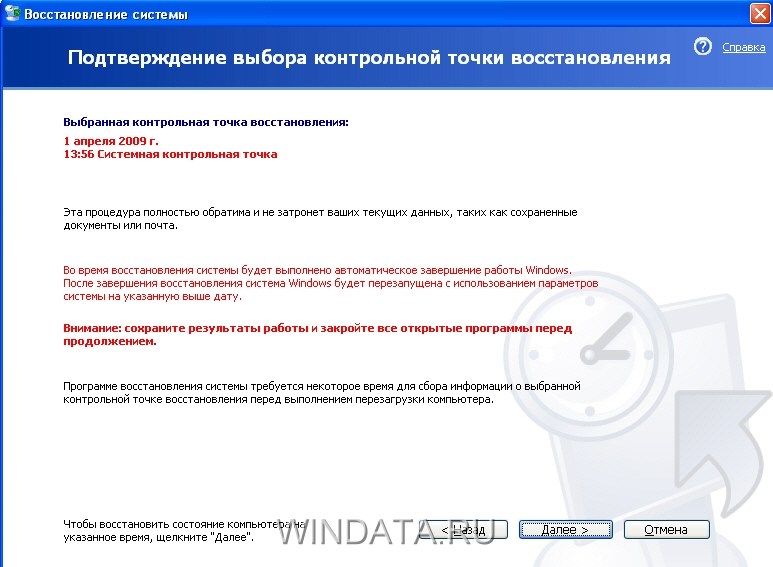 Восстановление системы
Подтверждение выбора контрольной точки восстановления
Справка
Выбранная контрольная точка восстановления:
1 апреля 2009 г.
13:56 Системная контрольная точка
Эта процедура полностью обратима и не затронет ваших текущих данных, таких как сохраненные
документы или почта.
Во время восстановления системы будет выполнено автоматическое завершение работы Windows.
После завершения восстановления система Windows будет перезапущена с использованием параметров
системы на указанную выше дату.
Внимание: сохраните результаты работы и закройте все открытые программы перед
продолжением.
Программе восстановления системы требуется некоторое время для сбора информации о выбранной
контрольной точке восстановления перед выполнением перезагрузки компьютера.
Чтобы восстановить состояние компьютера на
указанное время, щелкните "Далее".
< Назад
Далее >
Отмена
WINDATA.RU